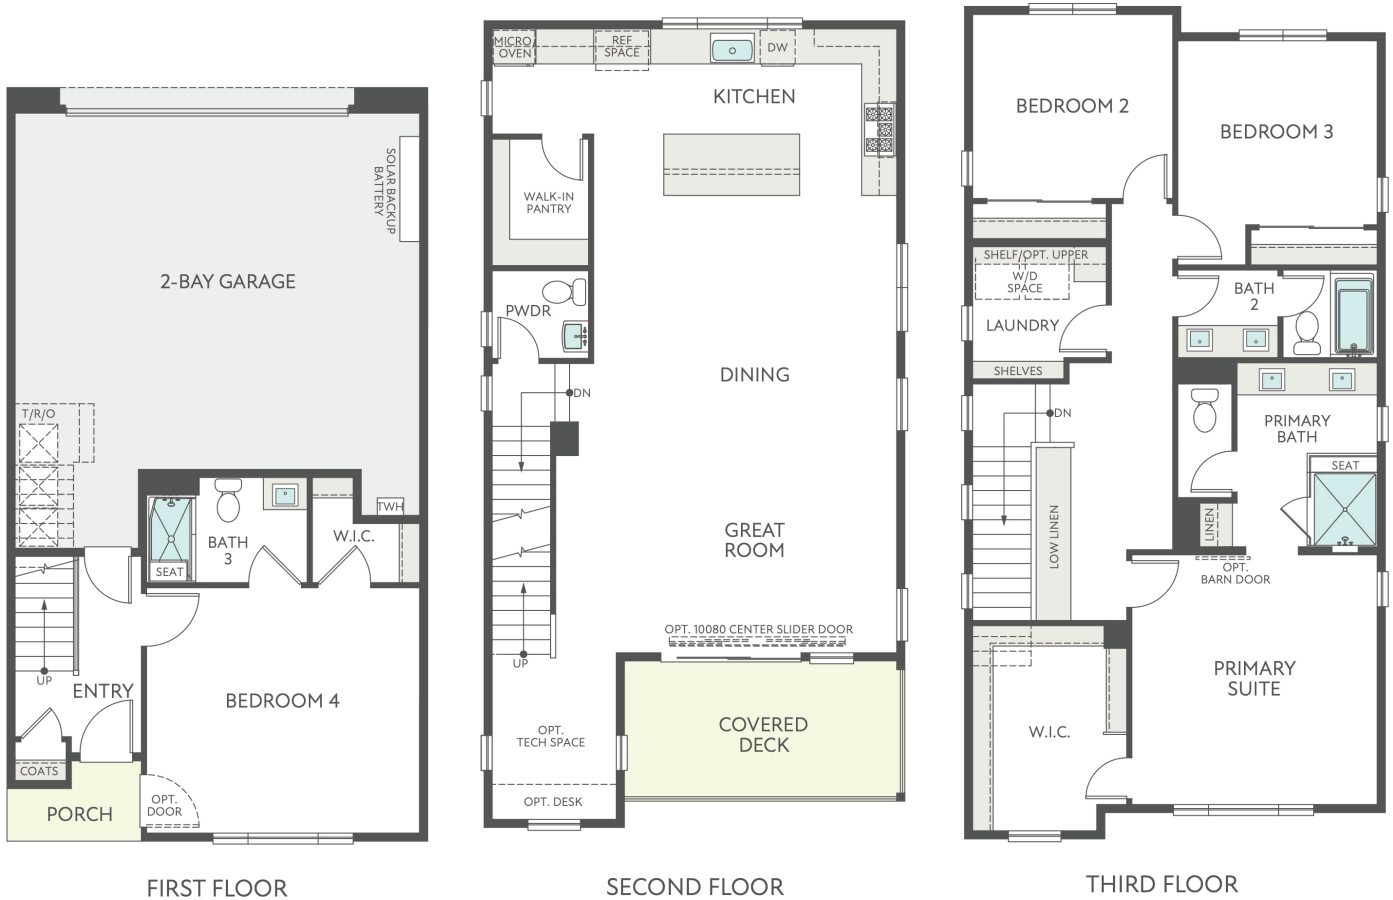 SOLAR BACKUP
BATTERY
2-BAY GARAGE
T/R/O
TWH
BATH
3
W.I.C.
SEAT
UP
ENTRY
BEDROOM 4
COATS
PORCH
OPT.
DOOR
FIRST FLOOR
MICRO/
OVEN
REF
SPACE
DW
KITCHEN
WALK-IN
PANTRY
PWDR
DINING
DN
GREAT
ROOM
OPT. 10080 CENTER SLIDER DOOR
UP
COVERED
DECK
OPT.
TECH SPACE
OPT. DESK
SECOND FLOOR
BEDROOM 2
BEDROOM 3
SHELF/OPT. UPPER
W/D
SPACE
BATH
2
LAUNDRY
SHELVES
DN
PRIMARY
BATH
SEAT
LOW LINEN
LINEN
OPT.
BARN DOOR
PRIMARY
SUITE
W.I.C.
THIRD FLOOR